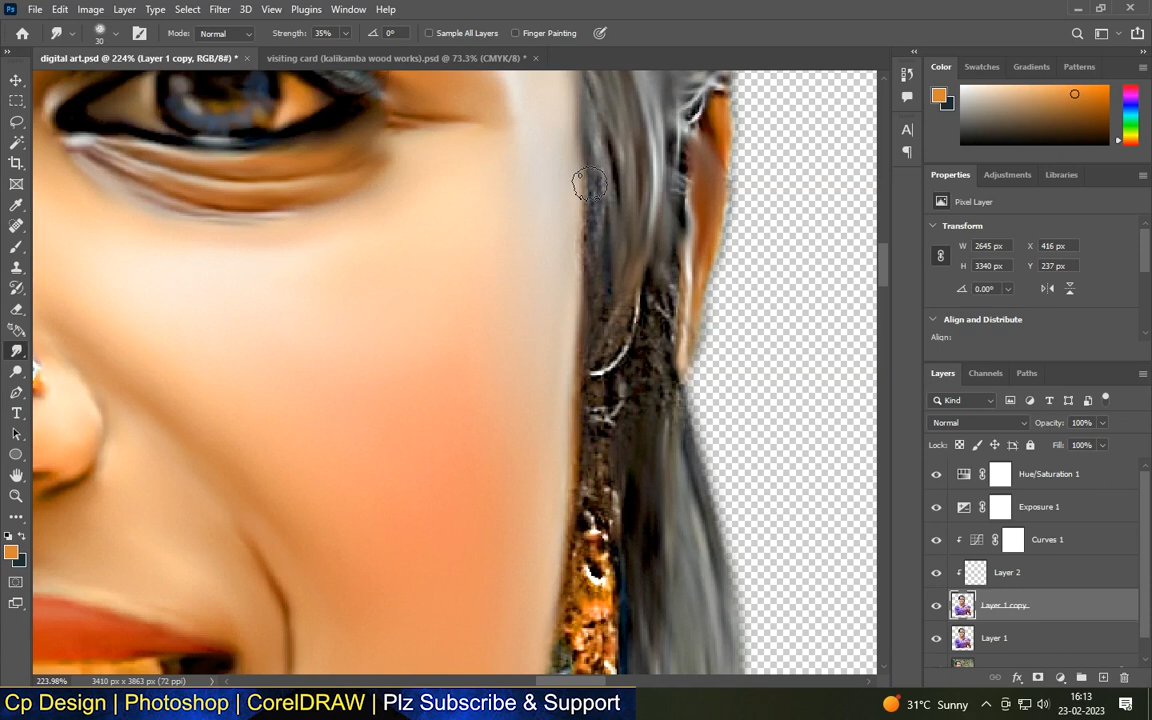 Ps File Edit Image Layer Type Select Filter 3D View Plugins Window Help
30 Mode: Normal Strength: 35% 0° Sample All Layers Finger Painting
digital art.psd @ 224% (Layer 1 copy, RGB/8#) * × visiting card (kalikamba wood works).psd @ 73.3% (CMYK/8) * ×
Color Swatches Gradients Patterns
Properties Adjustments Libraries
Pixel Layer
Transform
W 2645 px X 416 px
H 3340 px Y 237 px
0.00°
Align and Distribute
Align:
Layers Channels Paths
Kind
Normal Opacity: 100%
Lock: Fill: 100%
Hue/Saturation 1
Exposure 1
Curves 1
Layer 2
Layer 1 copy
Layer 1
223.98% 3410 px x 3863 px (72 ppi)
Cp Design | Photoshop | CorelDRAW | Plz Subscribe & Support
31°C Sunny
16:13
23-02-2023